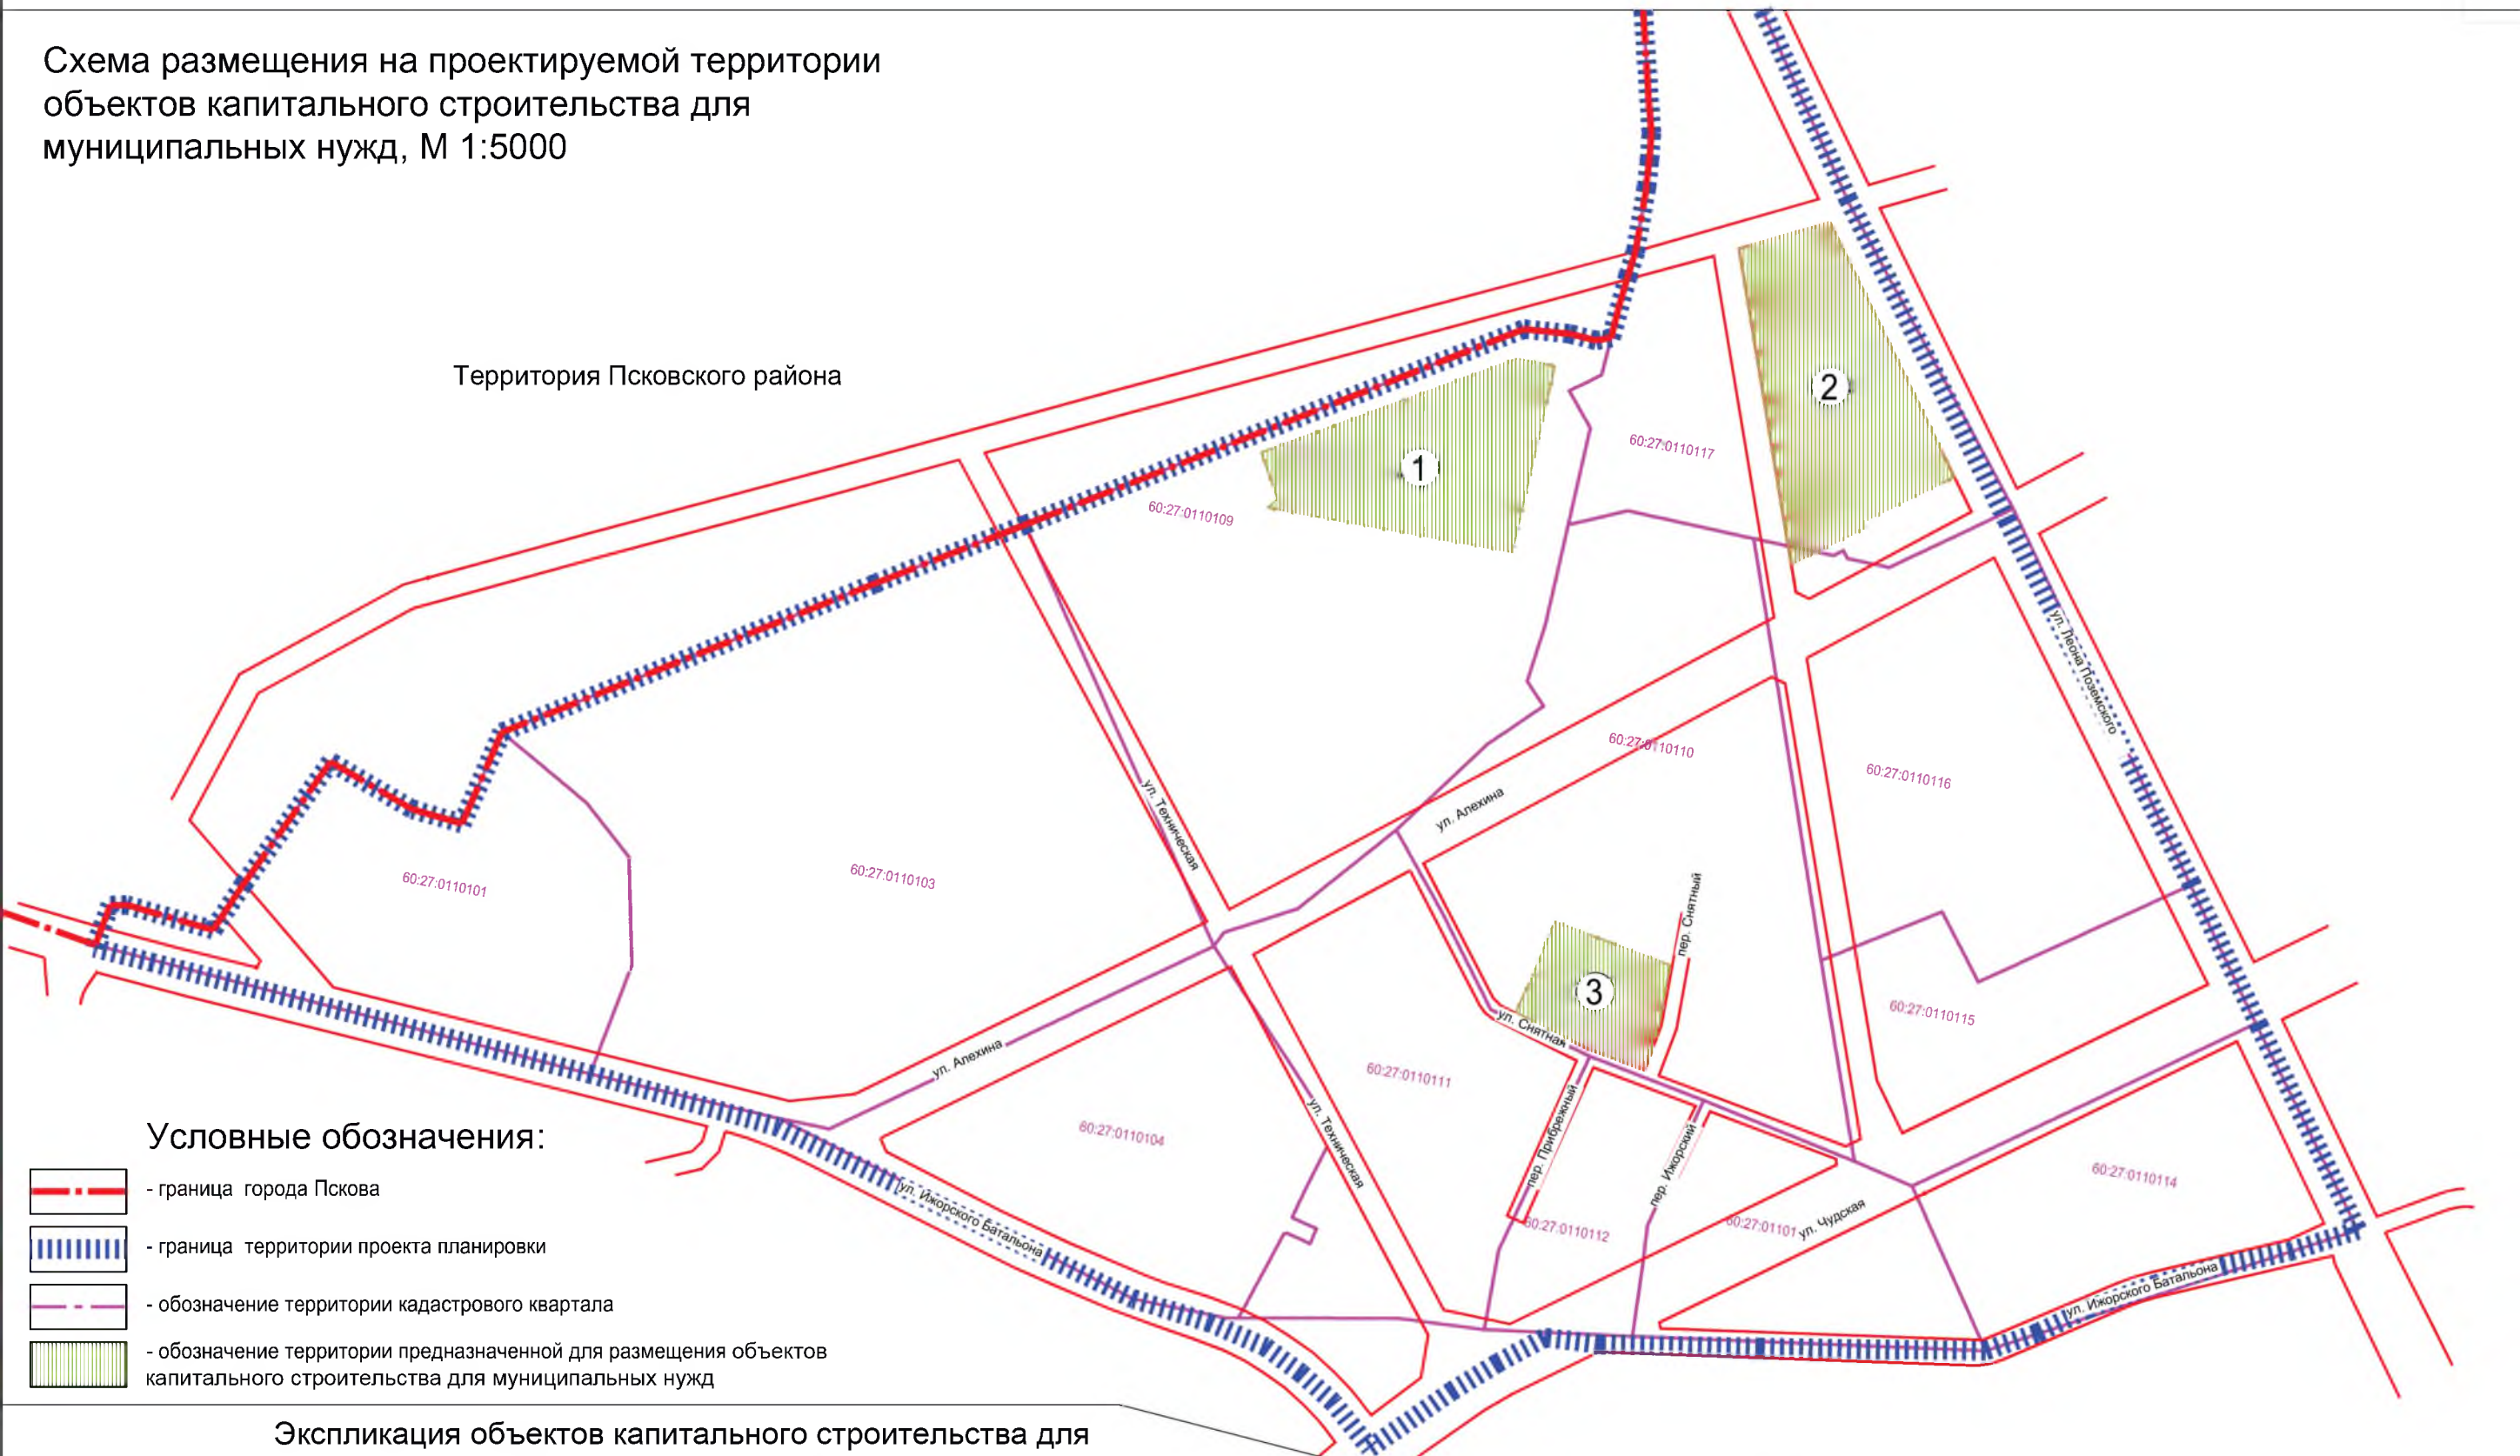 Схема размещения на проектируемой территории
объектов капитального строительства для
муниципальных нужд, М 1:5000
Территория Псковского района
1
2
3
60:27:0110117
60:27:0110109
60:27:0110110
60:27:0110116
60:27:0110101
60:27:0110103
60:27:0110115
60:27:0110111
60:27:0110104
60:27:0110114
60:27:0110112
60:27:01101
ул. Леона Поземского
ул. Техническая
ул. Алехина
пер. Снятный
ул. Снятная
ул. Алехина
ул. Техническая
пер. Прибрежный
пер. Ижорский
ул. Чудская
ул. Ижорского Батальона
ул. Ижорского Батальона
Условные обозначения:
- граница города Пскова
- граница территории проекта планировки
- обозначение территории кадастрового квартала
- обозначение территории предназначенной для размещения объектов
капитального строительства для муниципальных нужд
Экспликация объектов капитального строительства для